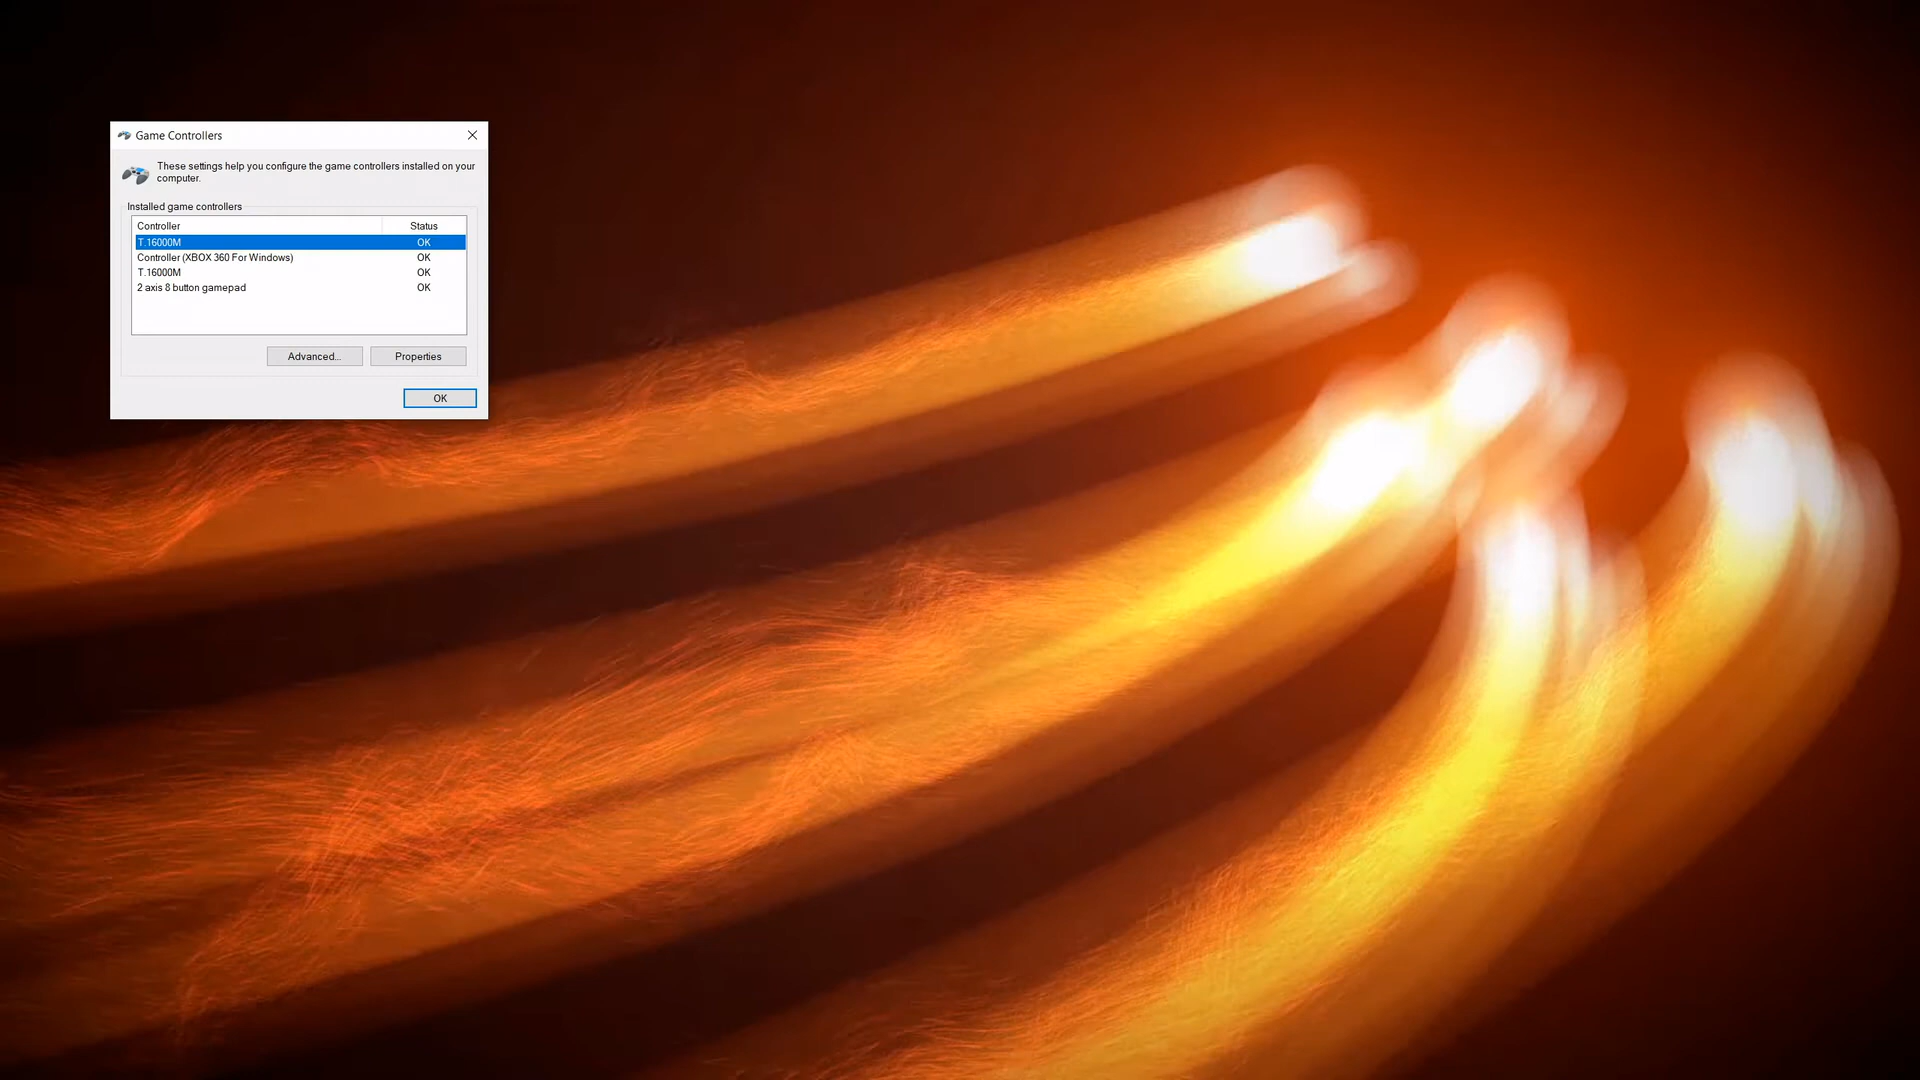 Game Controllers
These settings help you configure the game controllers installed on your
computer.
Installed game controllers
Controller Status
T.16000M OK
Controller (XBOX 360 For Windows) OK
T.16000M OK
2 axis 8 button gamepad OK
Advanced... Properties
OK